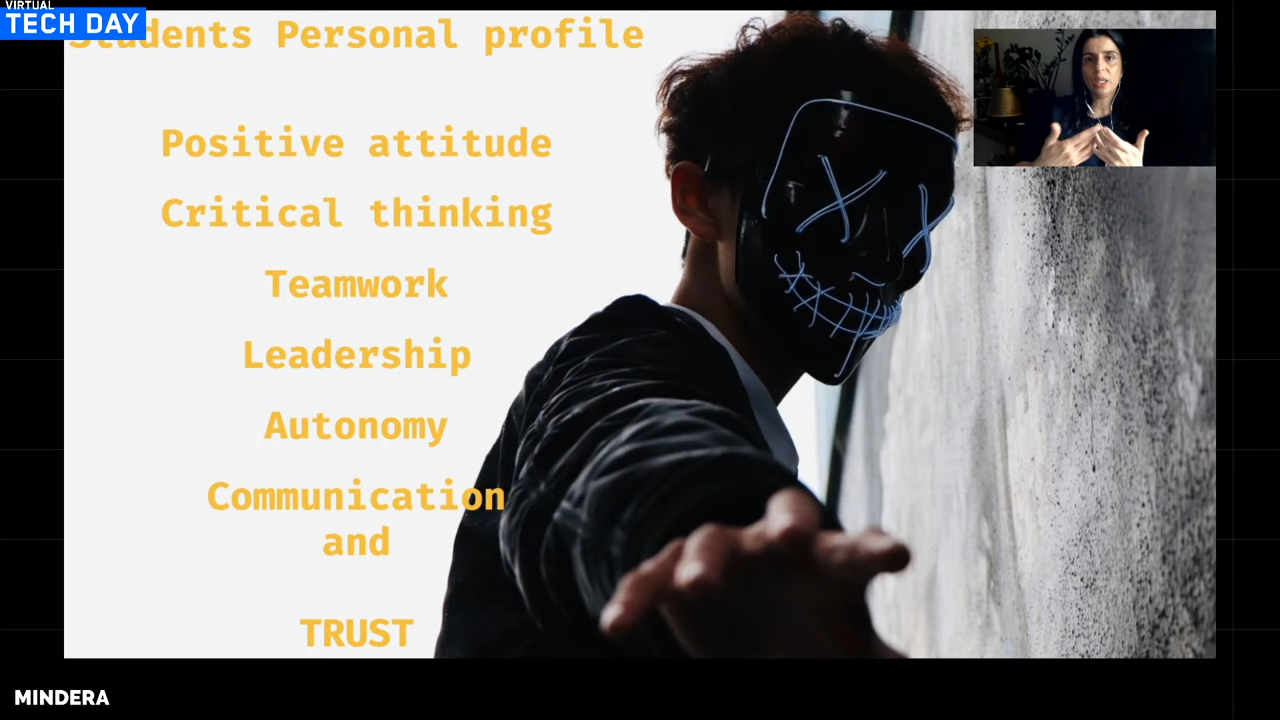 VIRTUAL
TECH DAY
Students Personal profile
Positive attitude
Critical thinking
Teamwork
Leadership
Autonomy
Communication
and
TRUST
MINDERA